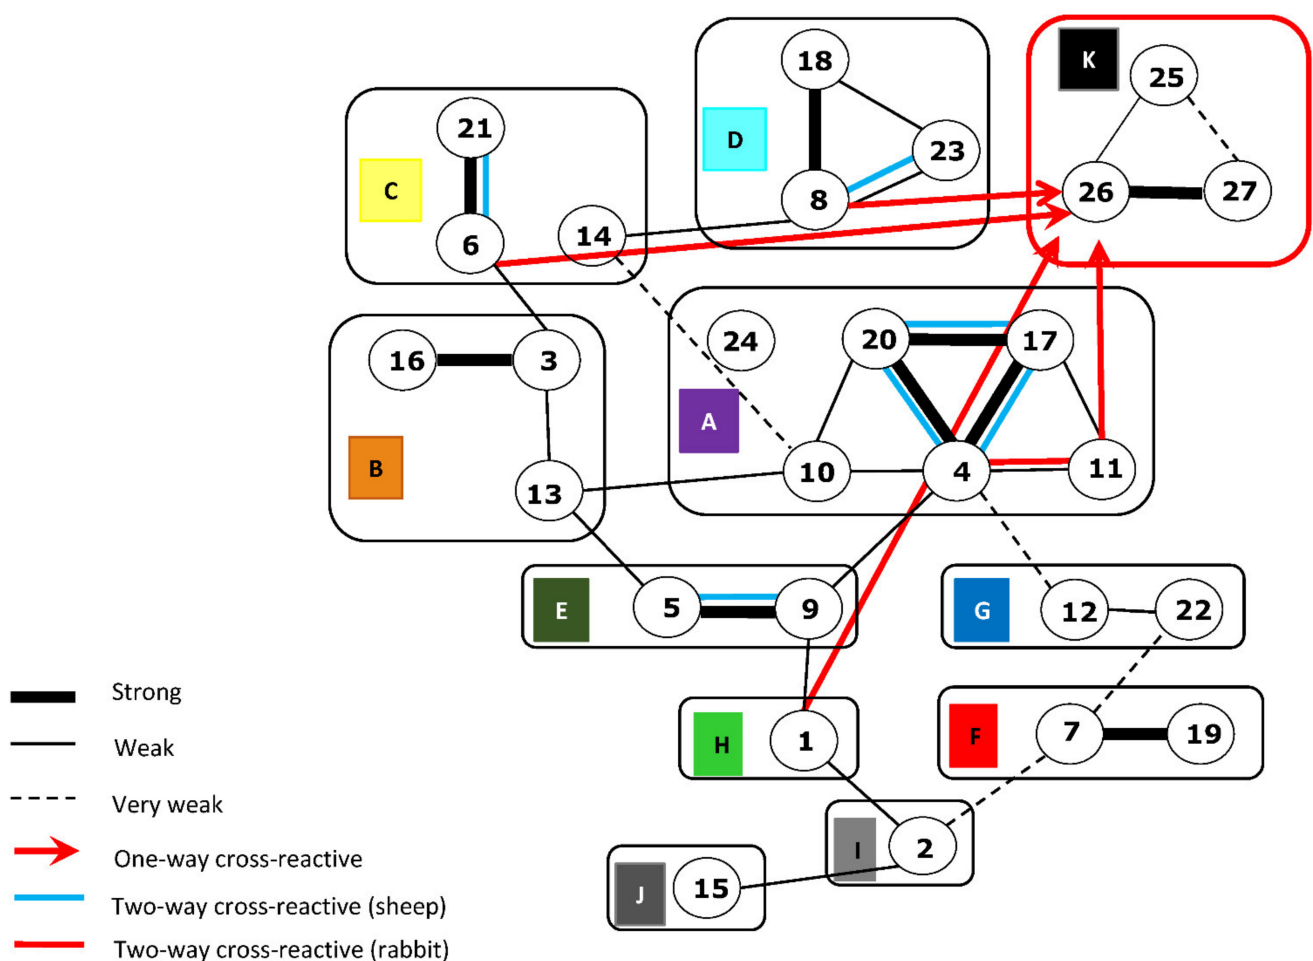 18
K
25
21
D
23
C
8
26
27
6
14
24
20
17
16
3
A
B
10
4
11
13
E
5
9
G
12
22
Strong
H
1
F
7
19
Weak
Very weak
One-way cross-reactive
I
2
J
15
Two-way cross-reactive (sheep)
Two-way cross-reactive (rabbit)